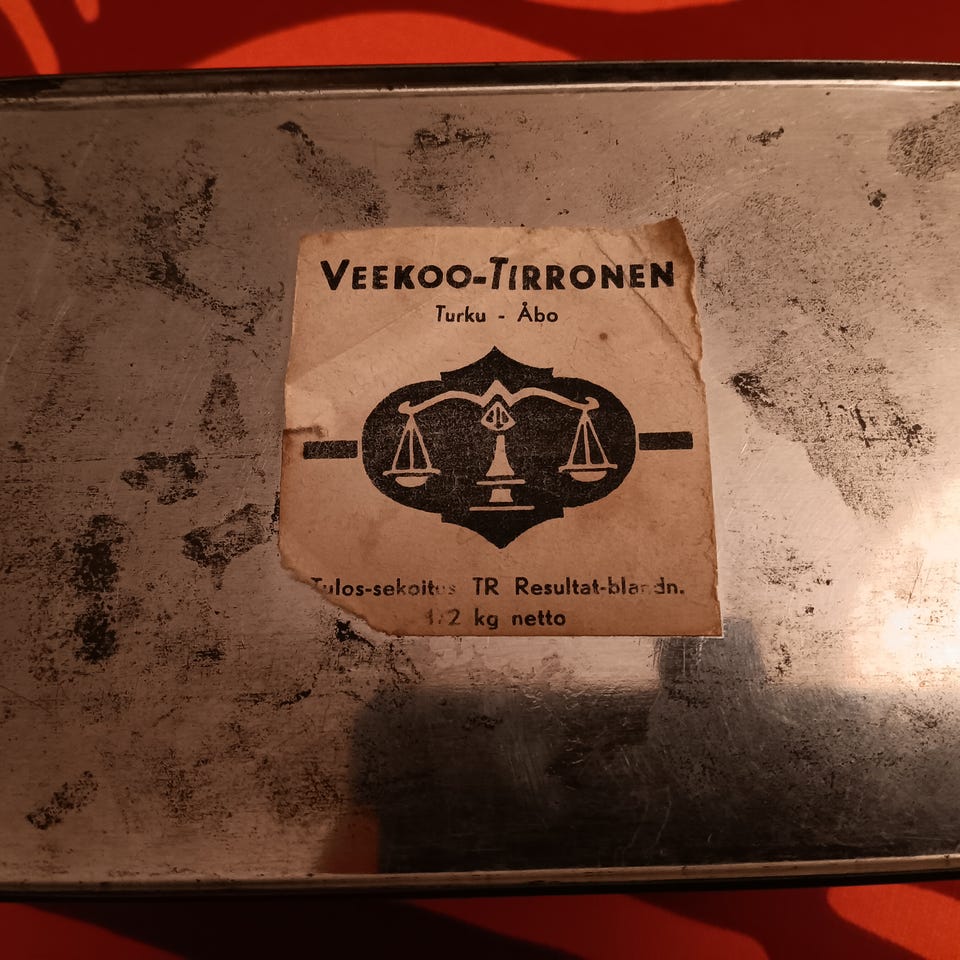 VEEKOO-TIRRONEN
Turku - Åbo
Tulos-sekoitus TR Resultat-blandn.
1/2 kg netto